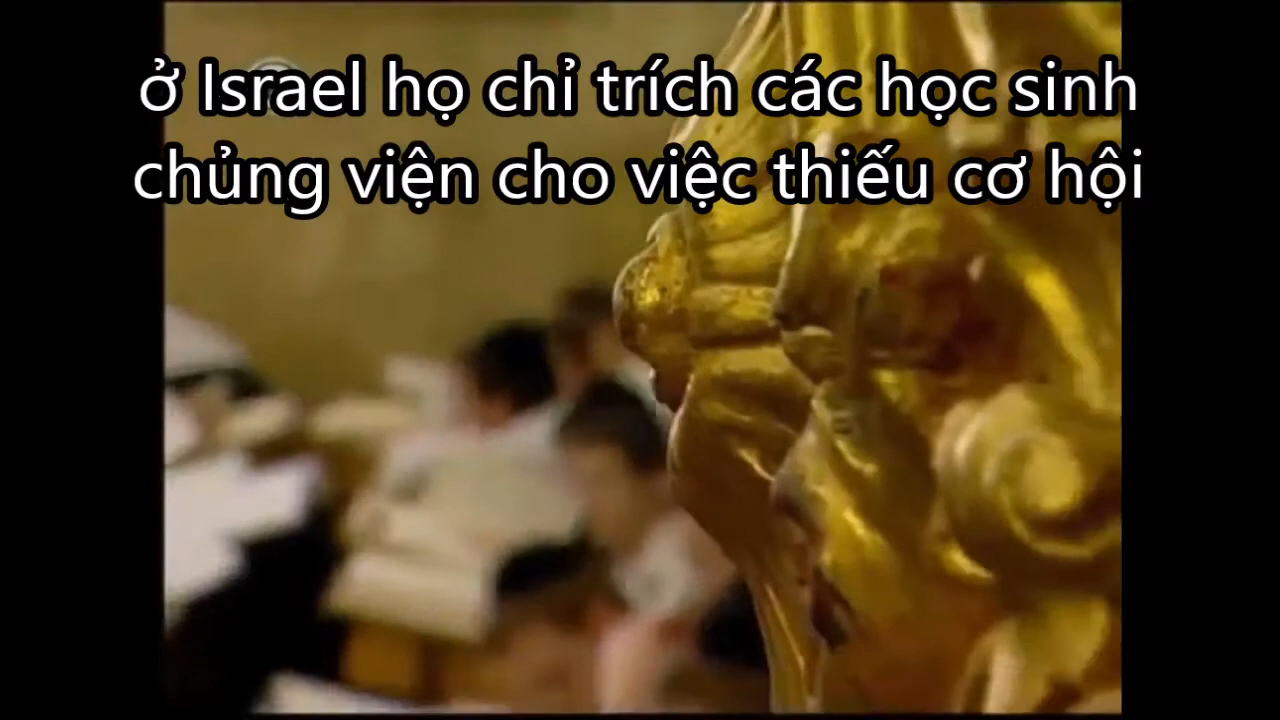 ở Israel họ chỉ trích các học sinh
chủng viện cho việc thiếu cơ hội